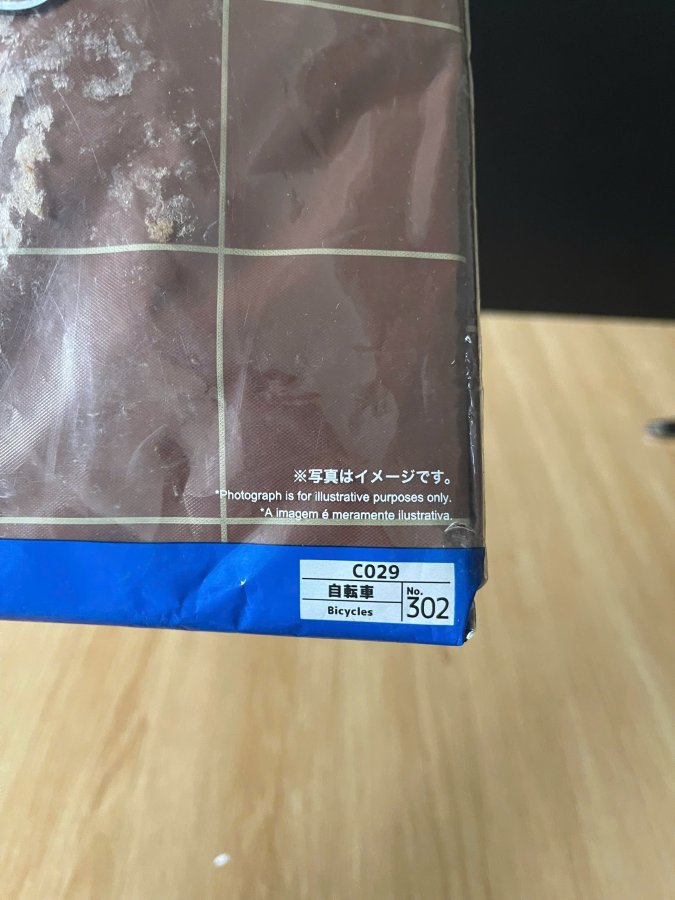 ※写真はイメージです。
*Photograph is for illustrative purposes only.
*A imagem é meramente ilustrativa.
C029
自転車
Bicycles
No.
302